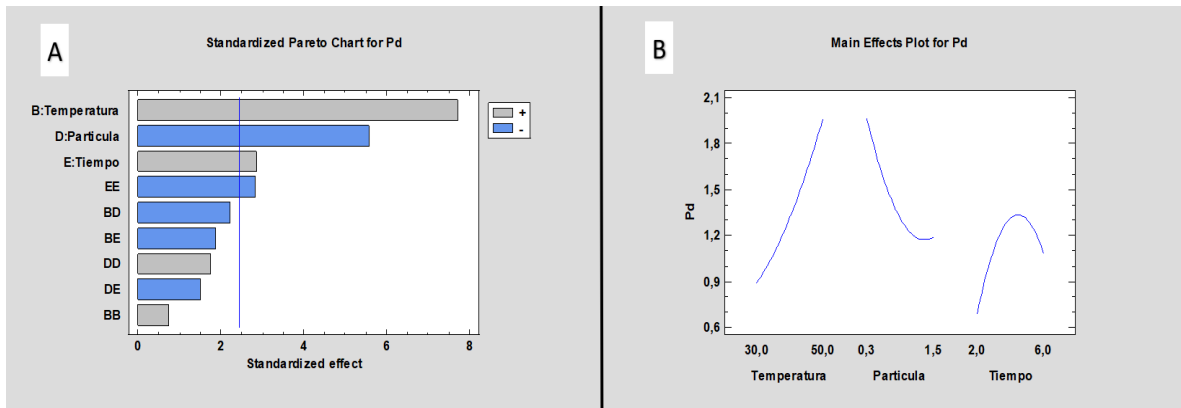 A
Standardized Pareto Chart for Pd
B:Temperatura
D:Particula
E:Tiempo
EE
BD
BE
DD
DE
BB
+
-
0 2 4 6 8
Standardized effect
B
Main Effects Plot for Pd
2,1
1,8
1,5
1,2
0,9
0,6
Pd
30,0 50,0 0,3 1,5 2,0 6,0
Temperatura Particula Tiempo